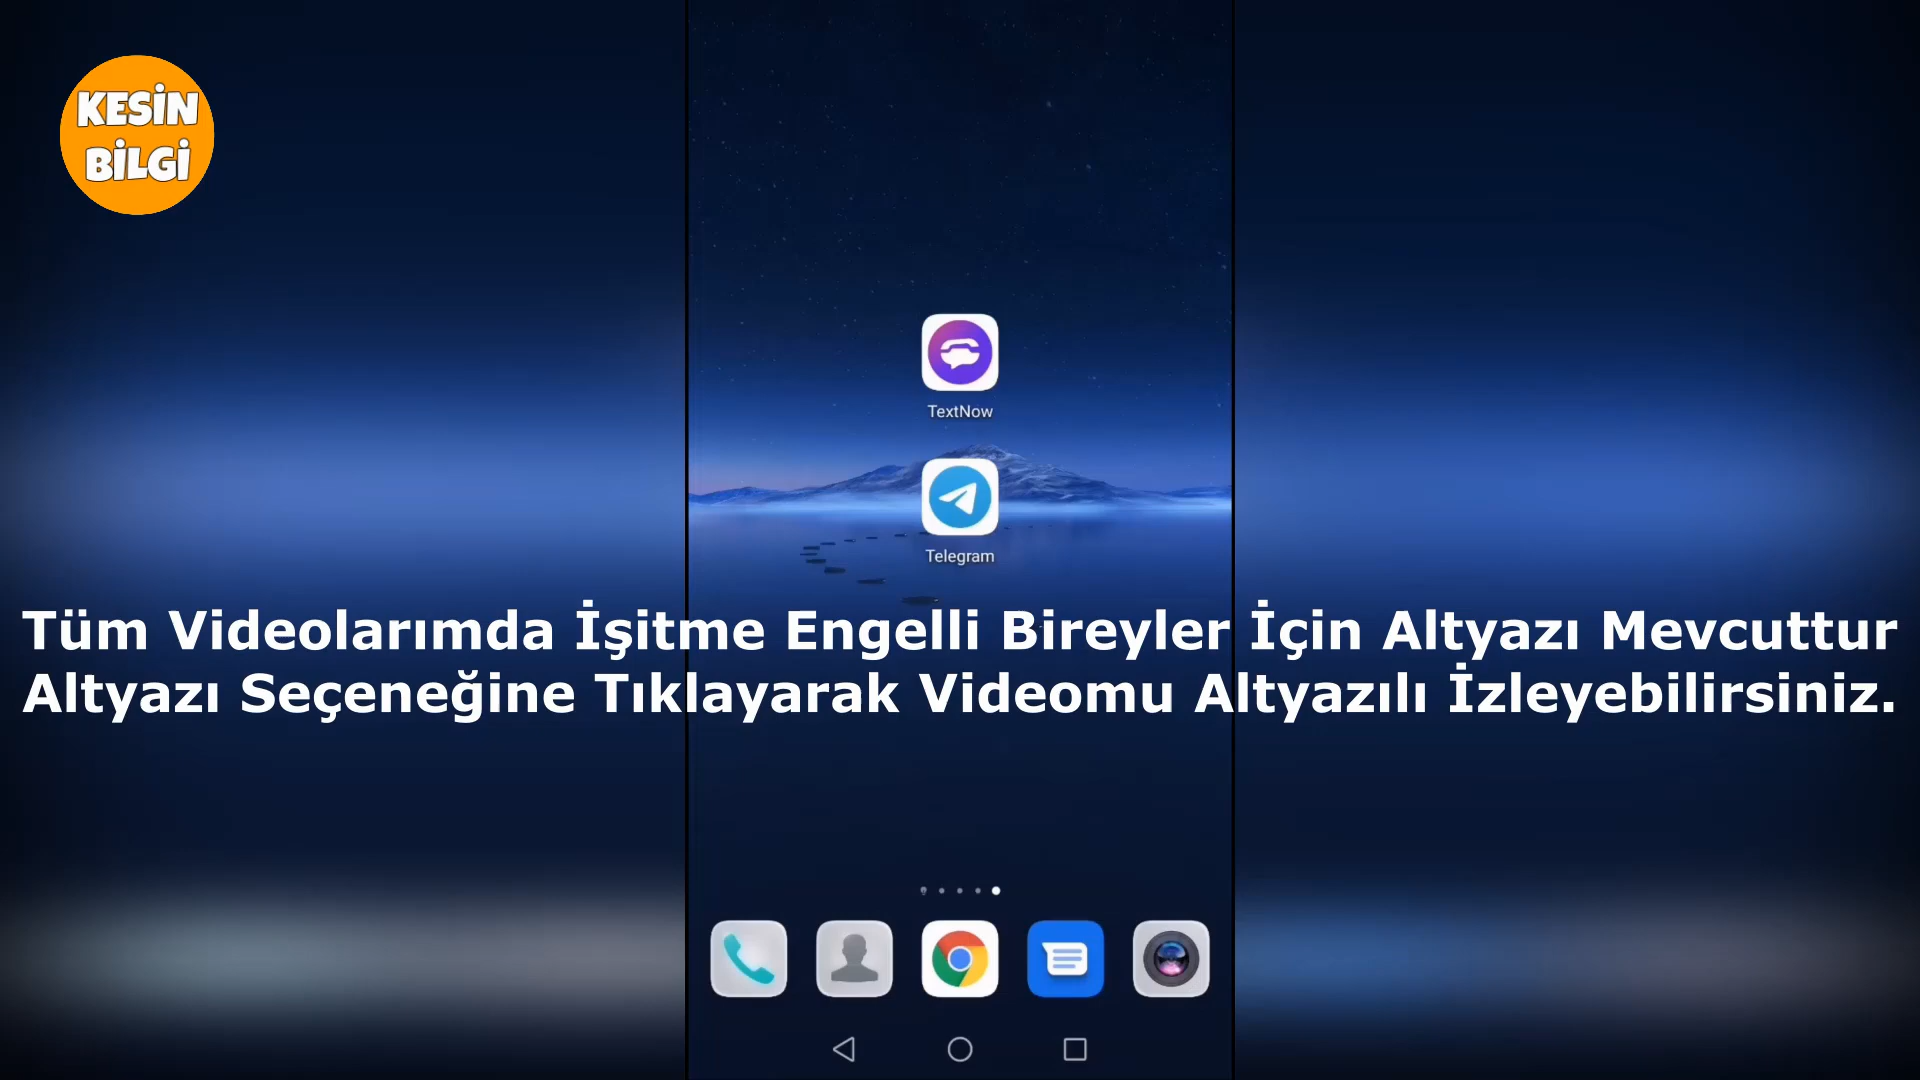 KESİN
BİLGİ
TextNow
Telegram
Tüm Videolarımda İşitme Engelli Bireyler İçin Altyazı Mevcuttur
Altyazı Seçeneğine Tıklayarak Videomu Altyazılı İzleyebilirsiniz.